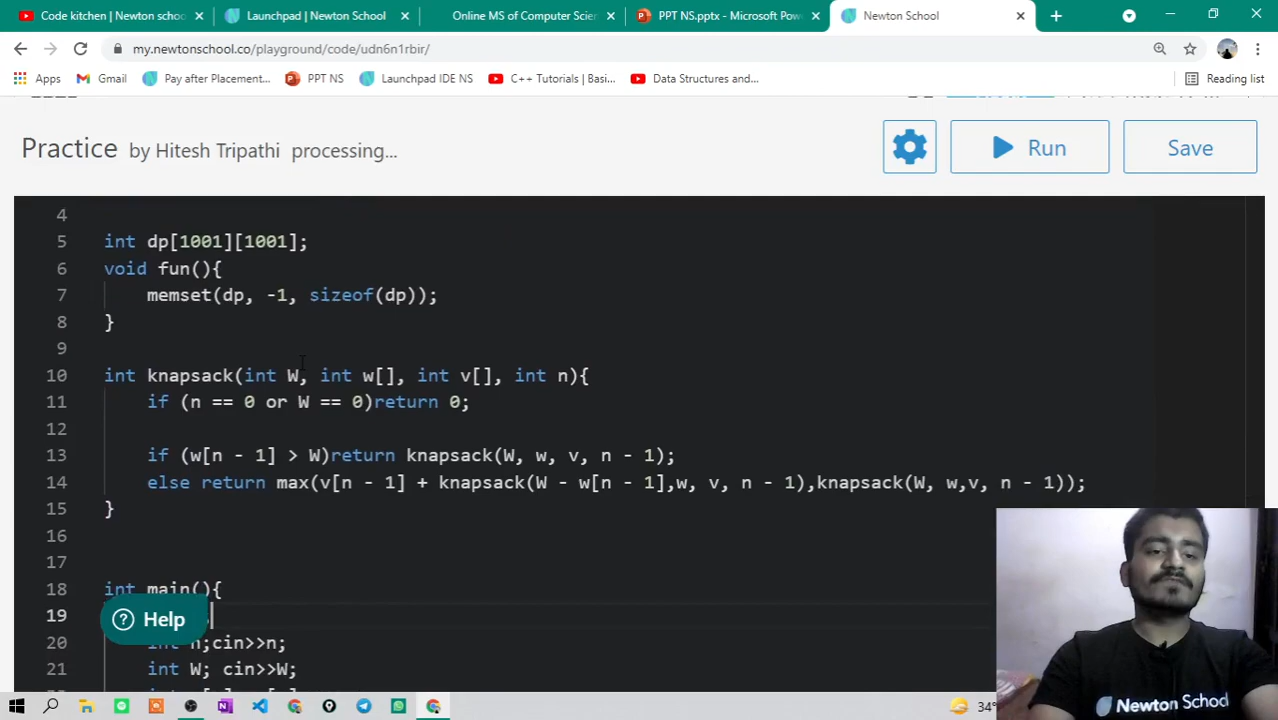 Code kitchen | Newton schoo
Launchpad | Newton School
Online MS of Computer Scien
PPT NS.pptx - Microsoft Pow
Newton School
my.newtonschool.co/playground/code/udn6n1rbir/
Apps
Gmail
Pay after Placement...
PPT NS
Launchpad IDE NS
C++ Tutorials | Basi...
Data Structures and...
Reading list
Practice by Hitesh Tripathi processing...
Run
Save
4
5 int dp[1001][1001];
6 void fun(){
7 memset(dp, -1, sizeof(dp));
8 }
9
10 int knapsack(int W, int w[], int v[], int n){
11 if (n == 0 or W == 0)return 0;
12
13 if (w[n - 1] > W)return knapsack(W, w, v, n - 1);
14 else return max(v[n - 1] + knapsack(W - w[n - 1],w, v, n - 1),knapsack(W, w,v, n - 1));
15 }
16
17
18 int main(){
19
Help
20 int n;cin>>n;
21 int W; cin>>W;
34°
Newton School